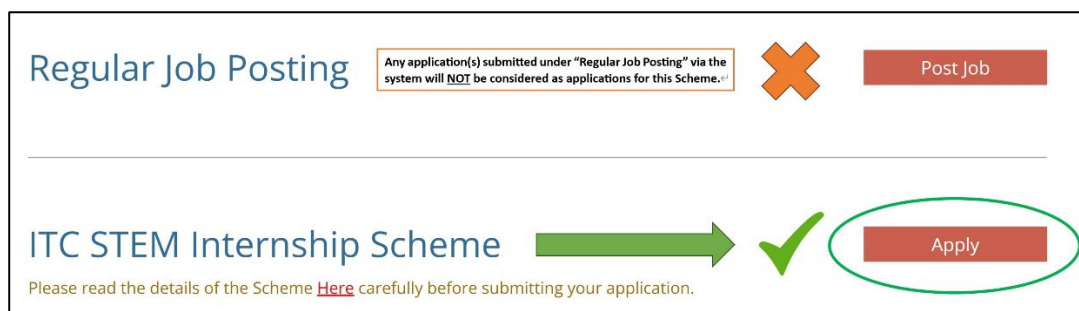 Regular Job Posting
Any application(s) submitted under “Regular Job Posting” via the
system will NOT be considered as applications for this Scheme.↵
Post Job
ITC STEM Internship Scheme
Apply
Please read the details of the Scheme Here carefully before submitting your application.